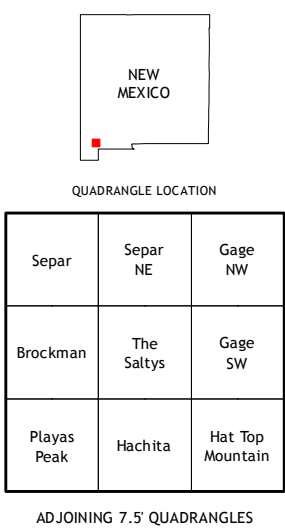 NEW
MEXICO
QUADRANGLE LOCATION
Separ
Separ
NE
Gage
NW
Brockman
The
Saltys
Gage
SW
Playas
Peak
Hachita
Hat Top
Mountain
ADJOINING 7.5' QUADRANGLES